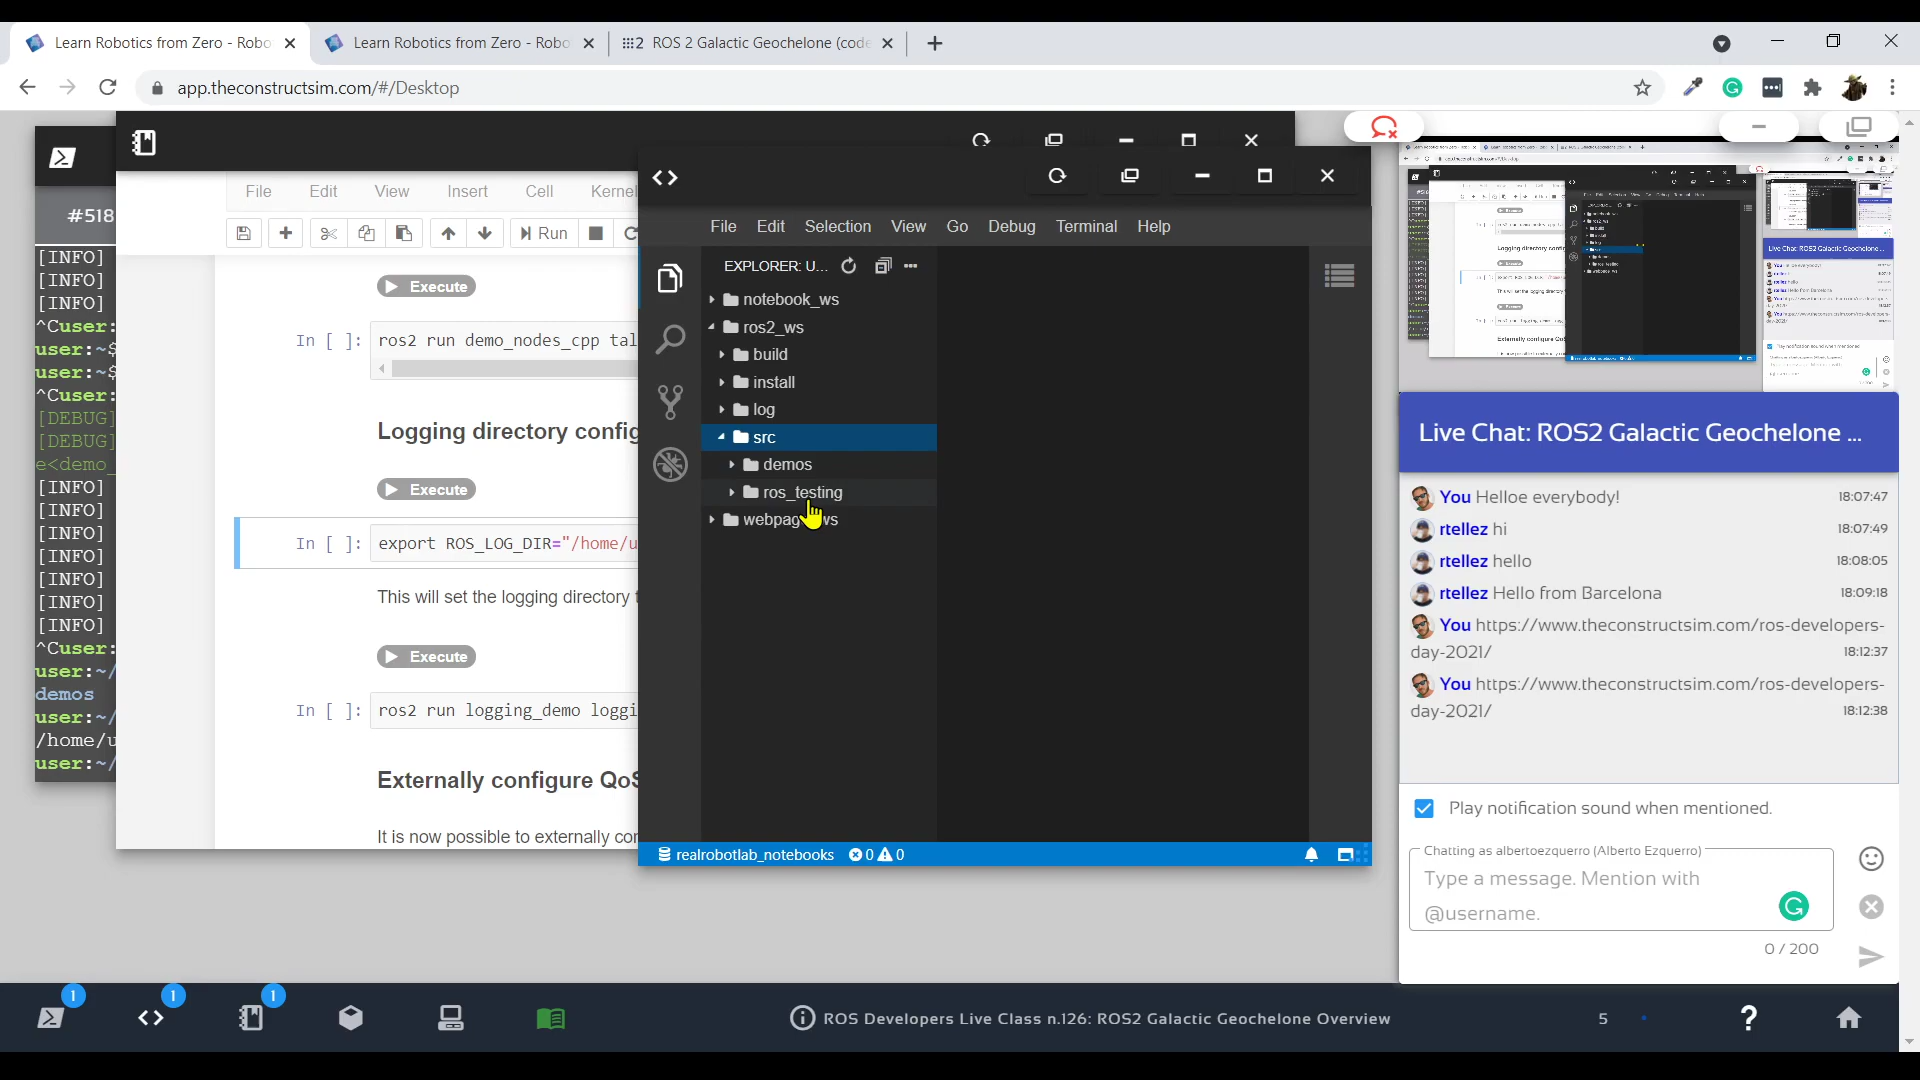 Learn Robotics from Zero - Robo
Learn Robotics from Zero - Robo
ROS 2 Galactic Geochelone (code
app.theconstructsim.com/#/Desktop
#518
[INFO]
[INFO]
[INFO]
^Cuser:
user:~$
user:~$
^Cuser:
[DEBUG]
[DEBUG]
e<demo_
[INFO]
[INFO]
[INFO]
[INFO]
[INFO]
[INFO]
[INFO]
^Cuser:
user:~/
demos
user:~/
/home/u
user:~/
File Edit View Insert Cell Kernel
Run
Execute
In [ ]: ros2 run demo_nodes_cpp tal
Logging directory config
Execute
In [ ]: export ROS_LOG_DIR="/home/u
This will set the logging directory
Execute
In [ ]: ros2 run logging_demo loggi
Externally configure QoS
It is now possible to externally con
File Edit Selection View Go Debug Terminal Help
EXPLORER: U...
notebook_ws
ros2_ws
build
install
log
src
demos
ros_testing
realrobotlab_notebooks 0 0
Live Chat: ROS2 Galactic Geochelone ...
You Helloe everybody! 18:07:47
rtellez hi 18:07:49
rtellez hello 18:08:05
rtellez Hello from Barcelona 18:09:18
You https://www.theconstructsim.com/ros-developers-
day-2021/ 18:12:37
You https://www.theconstructsim.com/ros-developers-
day-2021/ 18:12:38
Play notification sound when mentioned.
Chatting as albertoezquerro (Alberto Ezquerro)
Type a message. Mention with
@username.
0 / 200
1 1 1
ROS Developers Live Class n.126: ROS2 Galactic Geochelone Overview
5
?